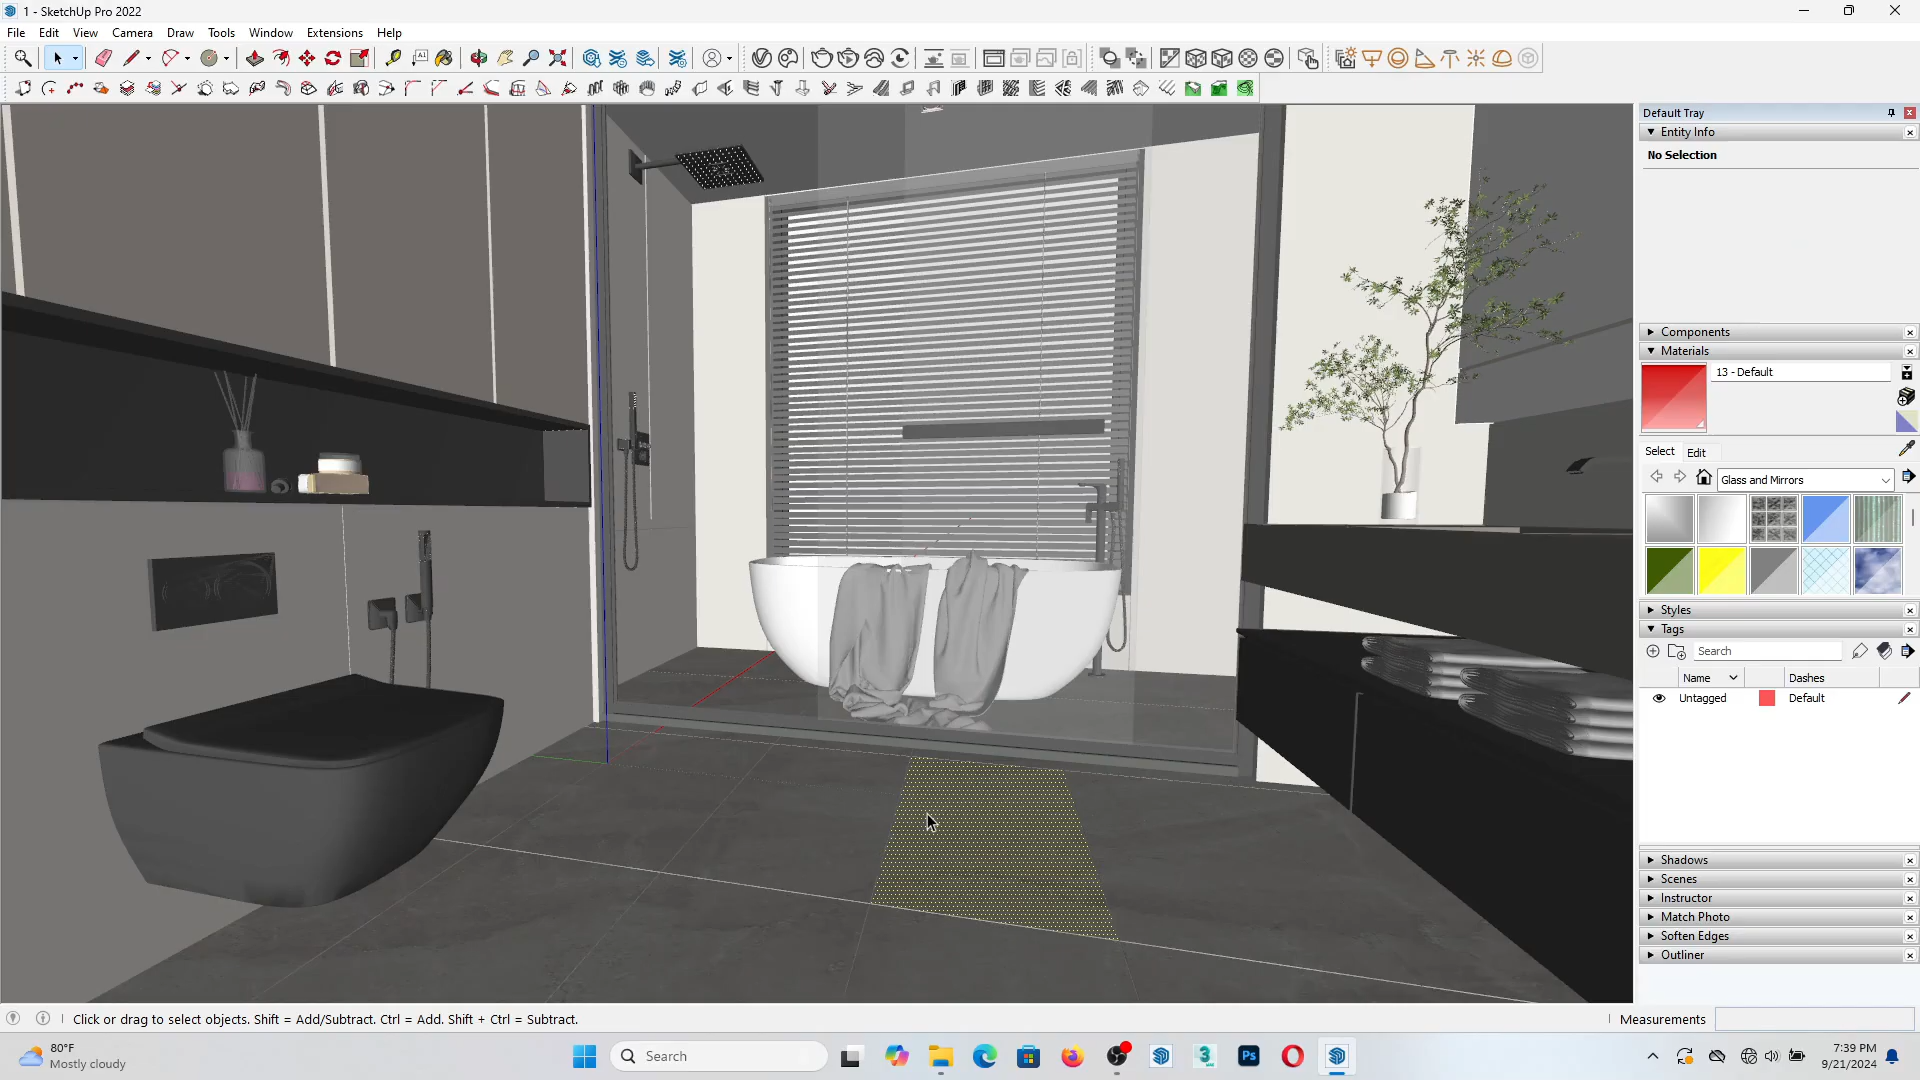 1 - SketchUp Pro 2022
File Edit View Camera Draw Tools Window Extensions Help
Default Tray
Entity Info
No Selection
Components
Materials
13 - Default
Select Edit
Glass and Mirrors
Styles
Tags
Search
Name Dashes
Untagged Default
Shadows
Scenes
Instructor
Match Photo
Soften Edges
Outliner
Click or drag to select objects. Shift = Add/Subtract. Ctrl = Add. Shift + Ctrl = Subtract.
Measurements
80°F
Mostly cloudy
Search
3
Ps
7:39 PM
9/21/2024